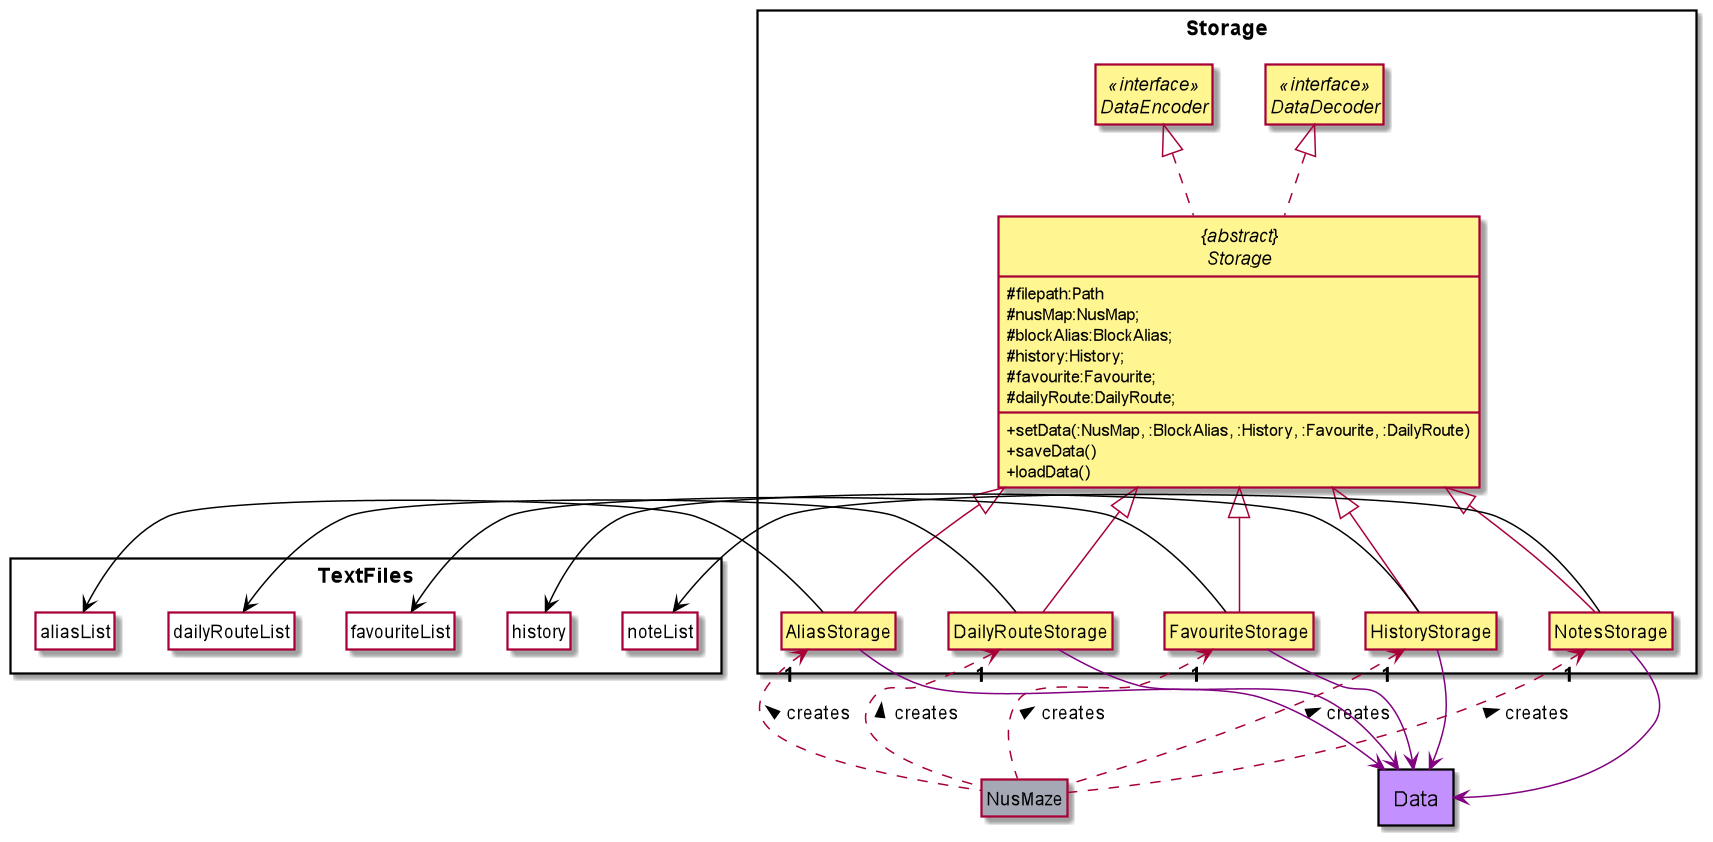 Storage
«interface»
DataEncoder
«interface»
DataDecoder
{abstract}
Storage
#filepath:Path
#nusMap:NusMap;
#blockAlias:BlockAlias;
#history:History;
#favourite:Favourite;
#dailyRoute:DailyRoute;
+setData(:NusMap, :BlockAlias, :History, :Favourite, :DailyRoute)
+saveData()
+loadData()
TextFiles
aliasList
dailyRouteList
favouriteList
history
noteList
AliasStorage
DailyRouteStorage
FavouriteStorage
HistoryStorage
NotesStorage
1
1
1
1
1
creates
creates
creates
creates
creates
NusMaze
Data